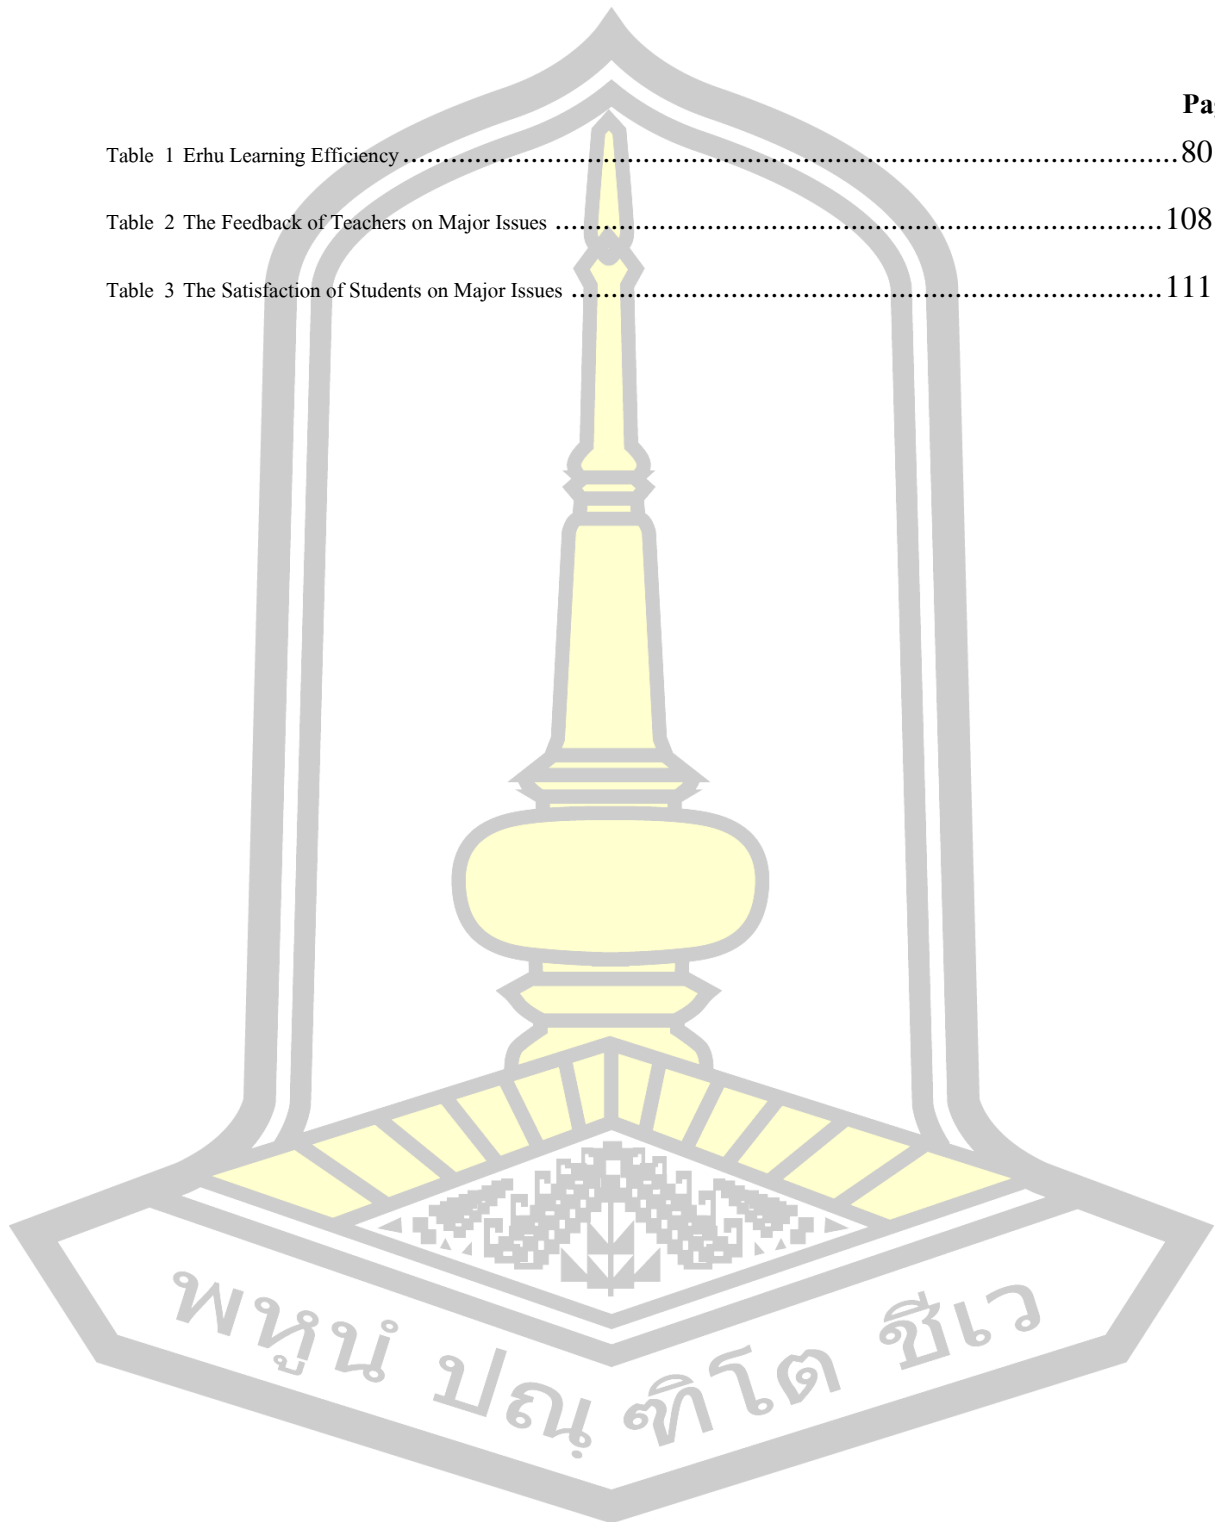 Pa
Table 1 Erhu Learning Efficiency....................................................................................................80
Table 2 The Feedback of Teachers on Major Issues ..............................................................................108
Table 3 The Satisfaction of Students on Major Issues ............................................................................111
พหูนํ ปณฺ ฑิโต ชีเว